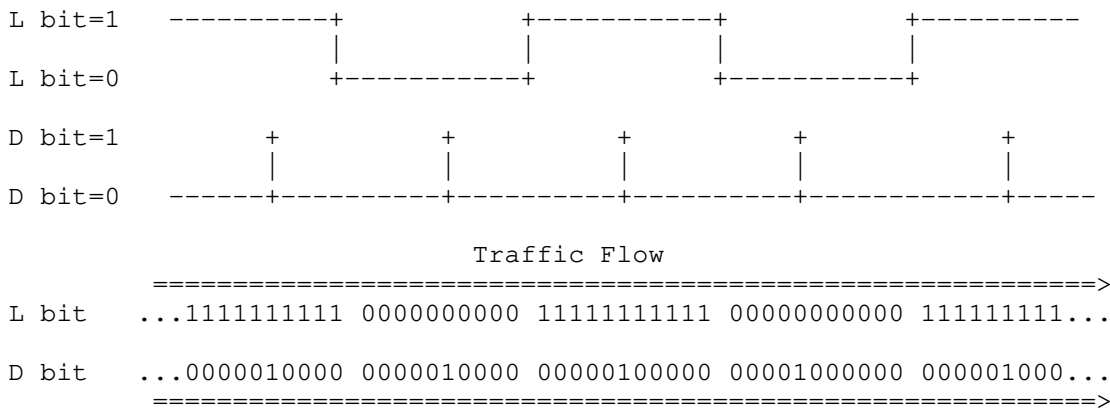 L bit=1   ----------+           +-----------+           +----------
                    |           |           |           |
L bit=0             +-----------+           +-----------+
D bit=1         +          +          +          +            +
                |          |          |          |            |
D bit=0   ------+----------+----------+----------+------------+-----
Traffic Flow
===========================================================>
L bit   ...1111111111 0000000000 11111111111 00000000000 111111111...
D bit   ...0000010000 0000010000 00000100000 00001000000 000001000...
===========================================================>